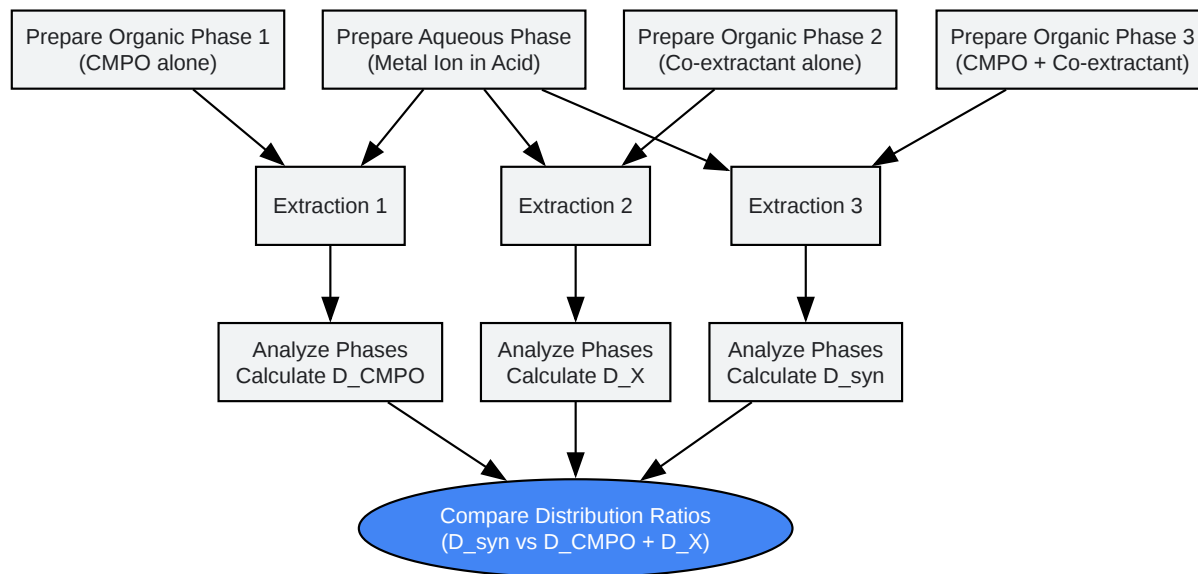 Prepare Organic Phase 1
(CMPO alone)
Prepare Aqueous Phase
(Metal Ion in Acid)
Prepare Organic Phase 2
(Co-extractant alone)
Prepare Organic Phase 3
(CMPO + Co-extractant)
Extraction 1
Extraction 2
Extraction 3
Analyze Phases
Calculate D_CMPO
Analyze Phases
Calculate D_X
Analyze Phases
Calculate D_syn
Compare Distribution Ratios
(D_syn vs D_CMPO + D_X)